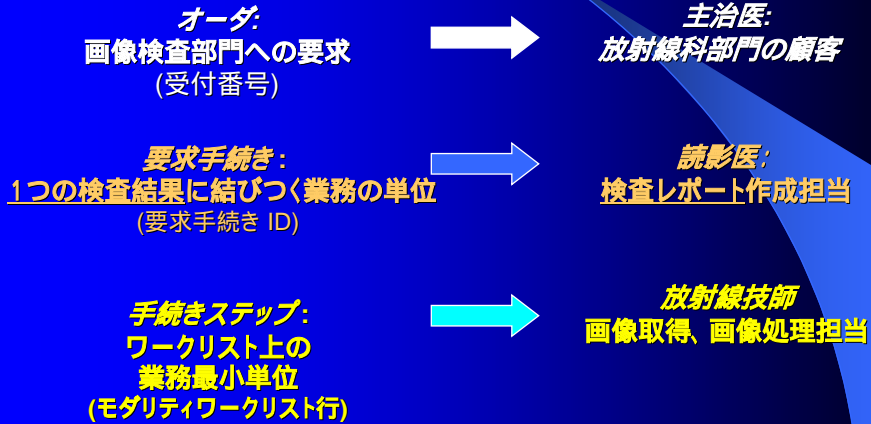 オーダ:
画像検査部門への要求
(受付番号)
主治医:
放射線科部門の顧客
要求手続き:
1つの検査結果に結びつく業務の単位
(要求手続き ID)
読影医:
検査レポート作成担当
手続きステップ:
ワークリスト上の
業務最小単位
(モダリティワークリスト行)
放射線技師
画像取得、画像処理担当